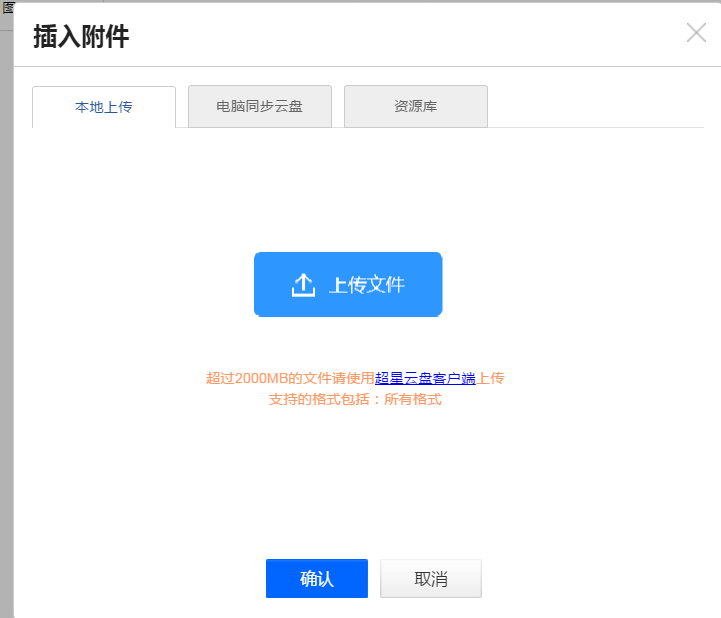 图
插入附件
本地上传
电脑同步云盘
资源库
上传文件
超过2000MB的文件请使用超星云盘客户端上传
支持的格式包括：所有格式
确认
取消